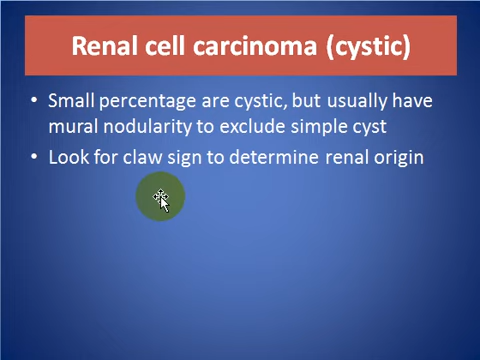 Renal cell carcinoma (cystic)
• Small percentage are cystic, but usually have
mural nodularity to exclude simple cyst
• Look for claw sign to determine renal origin